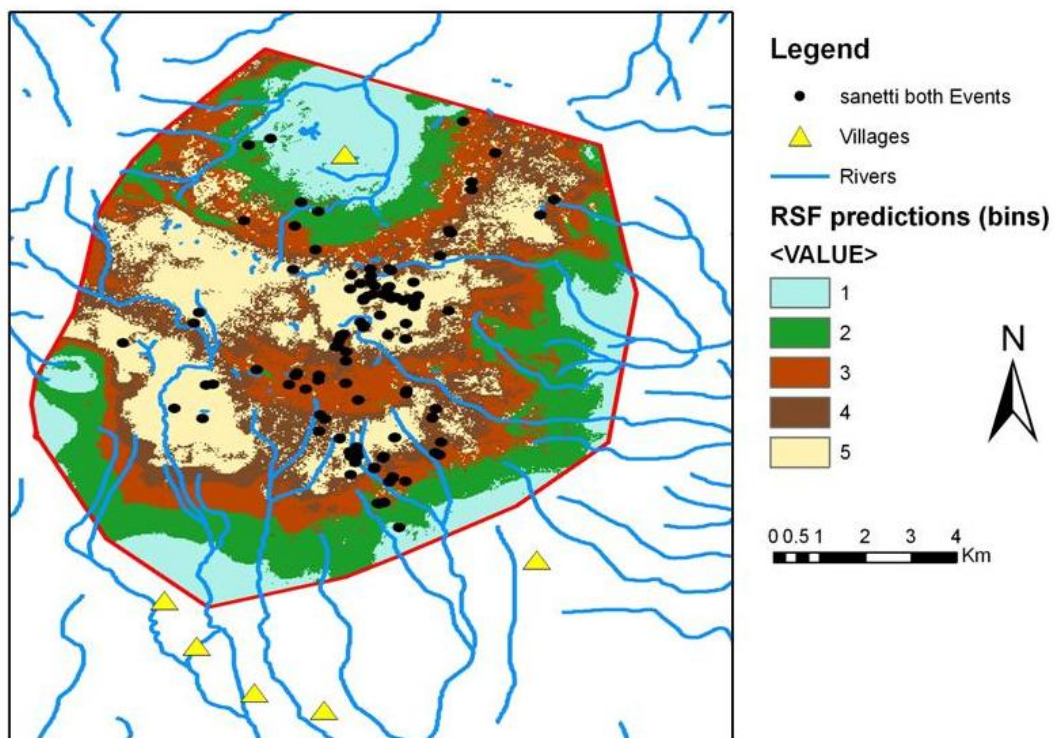 Legend
sanetti both Events
Villages
Rivers
RSF predictions (bins)
<VALUE>
1
2
3
4
5
N
0 0.5 1 2 3 4
Km